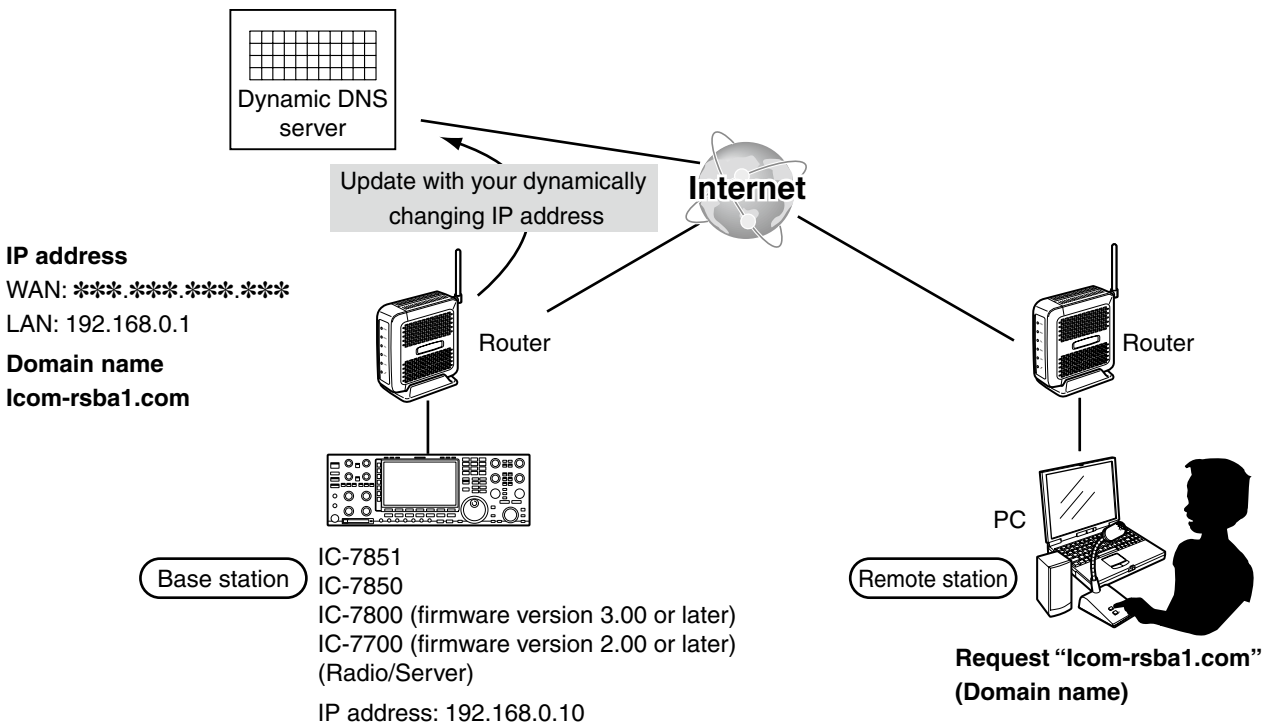 Dynamic DNS
server
Update with your dynamically
changing IP address
Internet
IP address
WAN: ***.***.***.***
LAN: 192.168.0.1
Domain name
Icom-rsba1.com
Router
Router
PC
Base station
IC-7851
IC-7850
IC-7800 (firmware version 3.00 or later)
IC-7700 (firmware version 2.00 or later)
(Radio/Server)
IP address: 192.168.0.10
Remote station
Request “Icom-rsba1.com”
(Domain name)